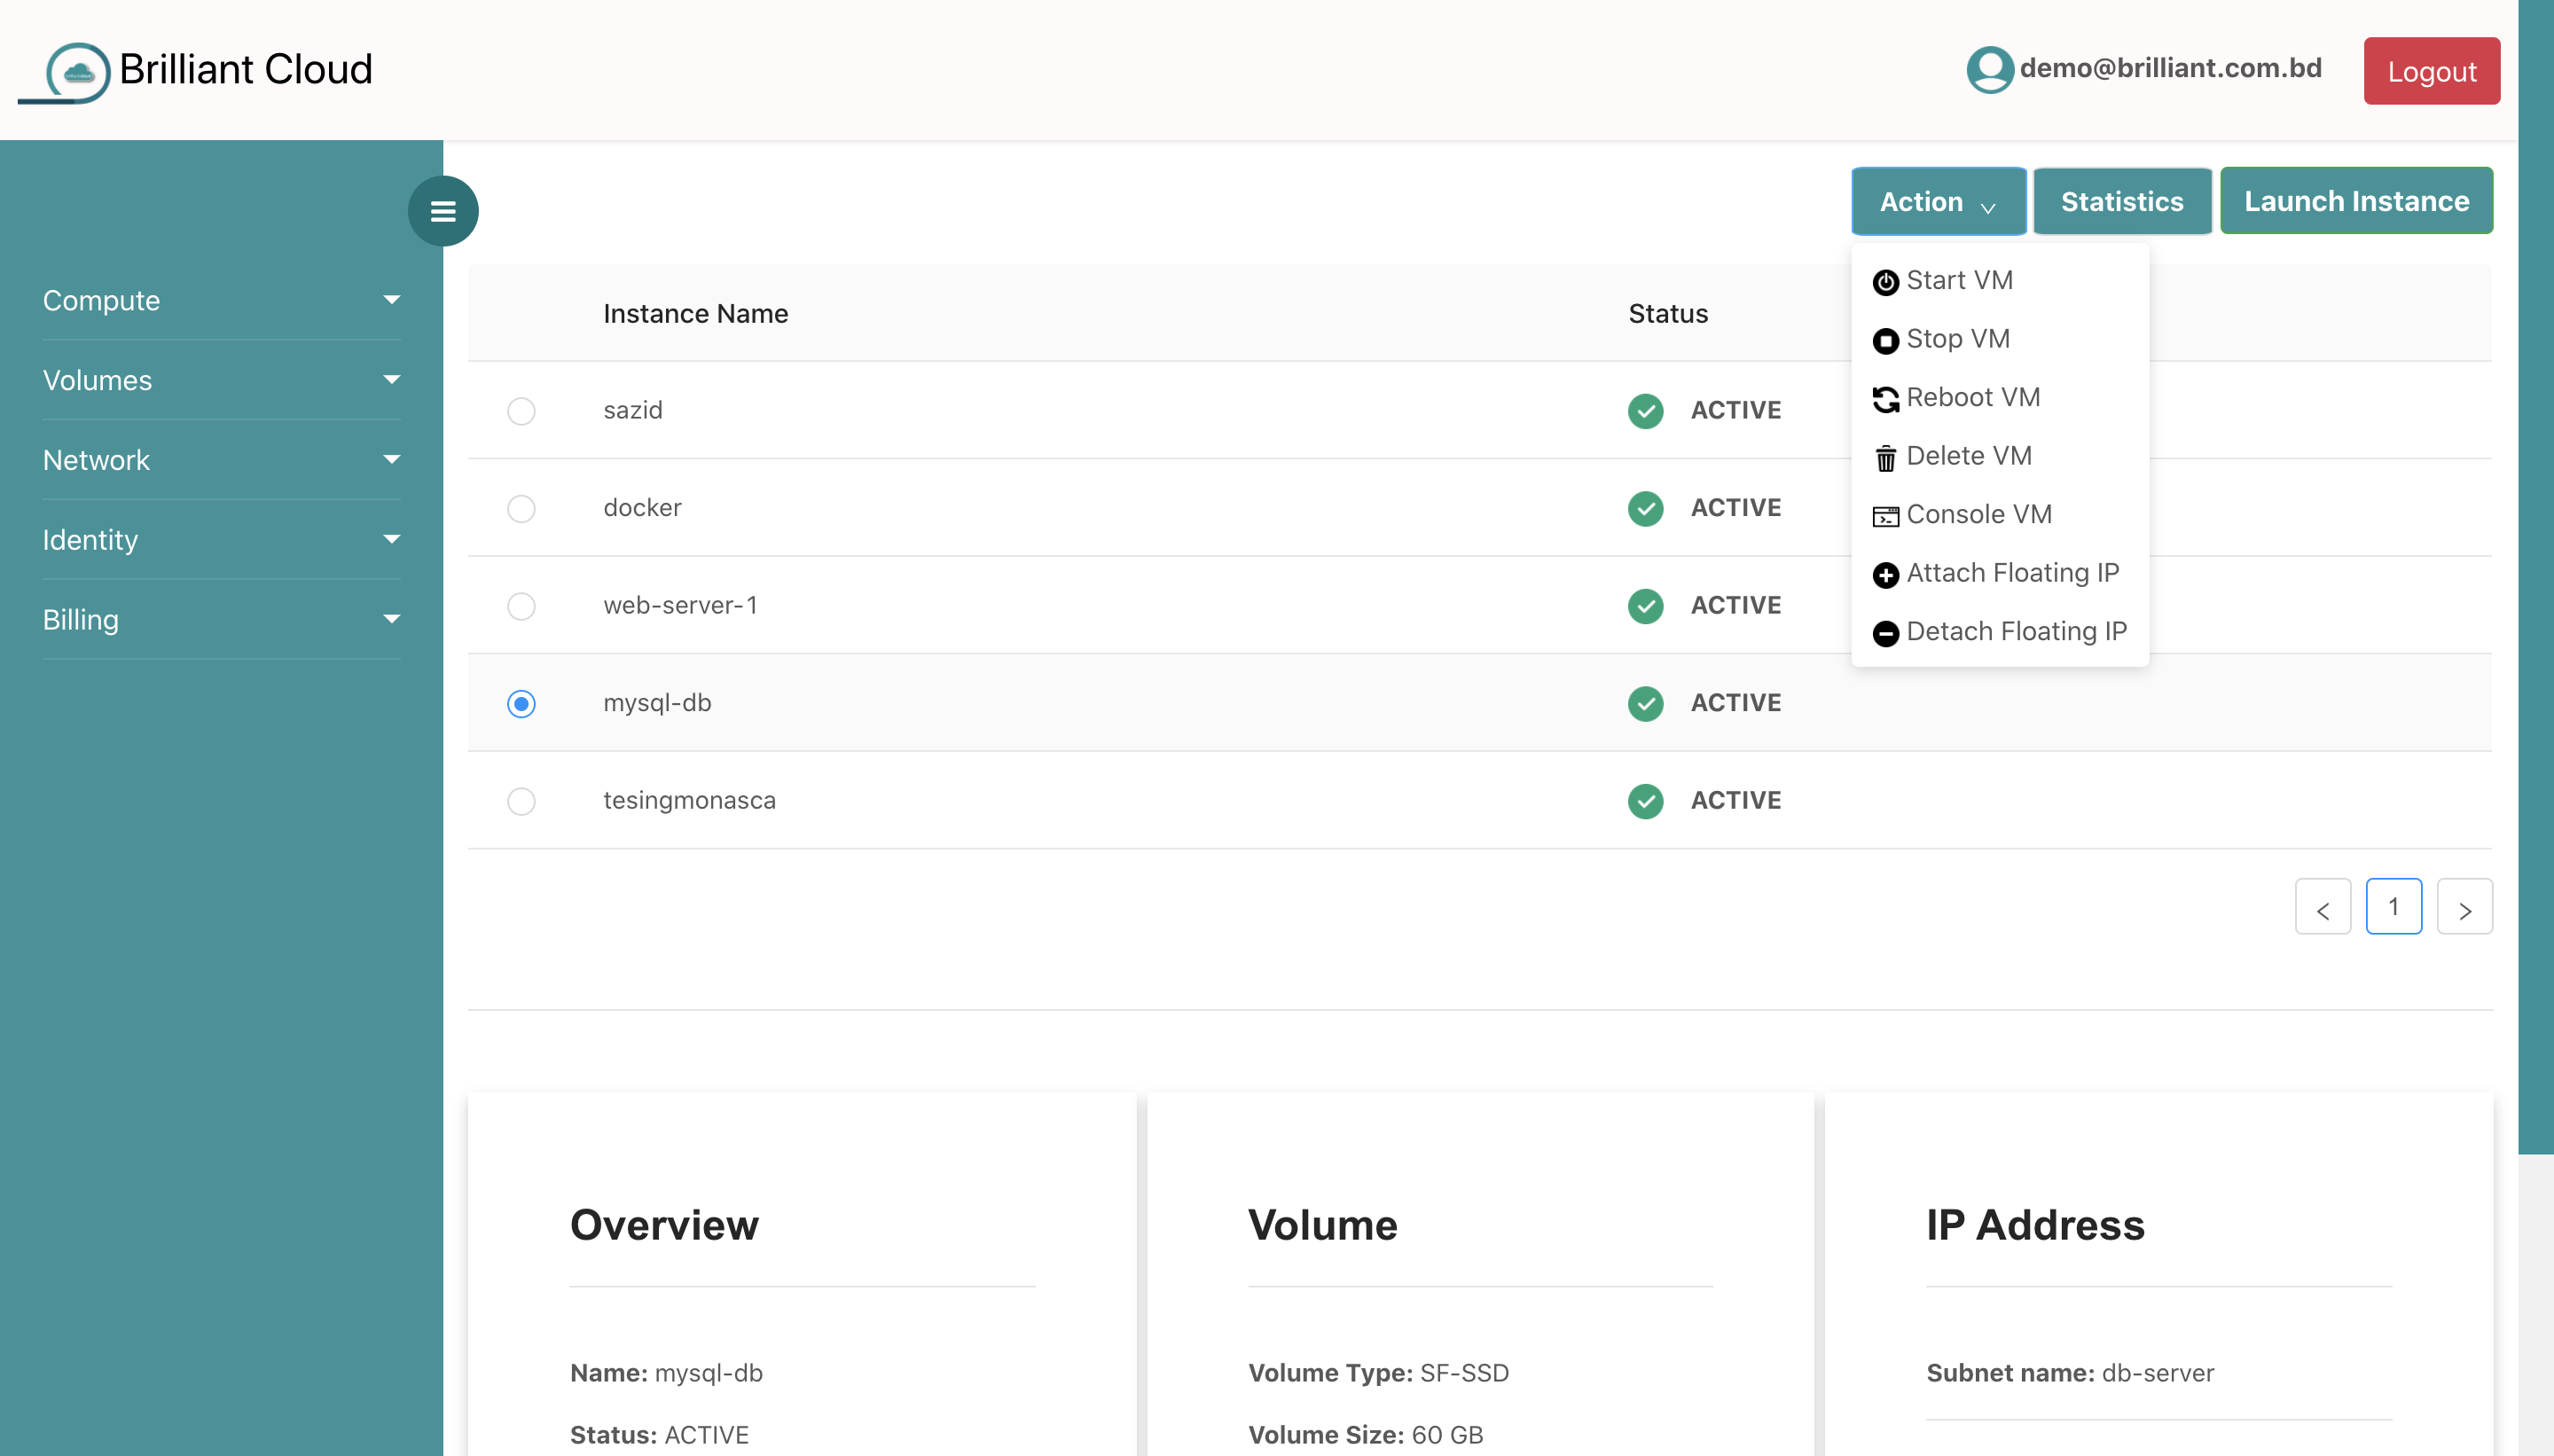 Brilliant Cloud
demo@brilliant.com.bd
Logout
Action
Statistics
Launch Instance
Compute
Volumes
Network
Identity
Billing
Start VM
Stop VM
Reboot VM
Delete VM
Console VM
Attach Floating IP
Detach Floating IP
Instance Name Status
sazid ACTIVE
docker ACTIVE
web-server-1 ACTIVE
mysql-db ACTIVE
tesingmonasca ACTIVE
< 1 >
Overview
Name: mysql-db
Status: ACTIVE
Volume
Volume Type: SF-SSD
Volume Size: 60 GB
IP Address
Subnet name: db-server